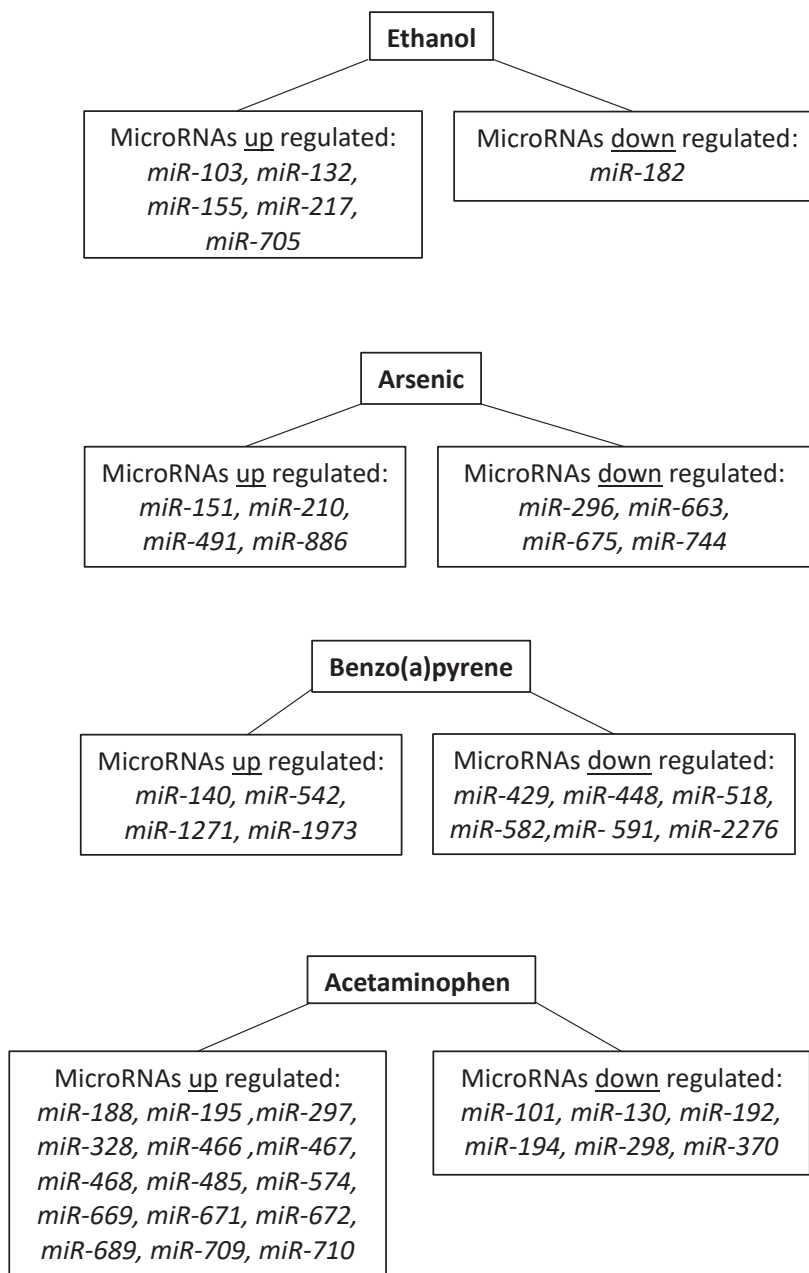 Ethanol
MicroRNAs up regulated:
miR-103, miR-132,
miR-155, miR-217,
miR-705
MicroRNAs down regulated:
miR-182
Arsenic
MicroRNAs up regulated:
miR-151, miR-210,
miR-491, miR-886
MicroRNAs down regulated:
miR-296, miR-663,
miR-675, miR-744
Benzo(a)pyrene
MicroRNAs up regulated:
miR-140, miR-542,
miR-1271, miR-1973
MicroRNAs down regulated:
miR-429, miR-448, miR-518,
miR-582,miR- 591, miR-2276
Acetaminophen
MicroRNAs up regulated:
miR-188, miR-195 ,miR-297,
miR-328, miR-466 ,miR-467,
miR-468, miR-485, miR-574,
miR-669, miR-671, miR-672,
miR-689, miR-709, miR-710
MicroRNAs down regulated:
miR-101, miR-130, miR-192,
miR-194, miR-298, miR-370